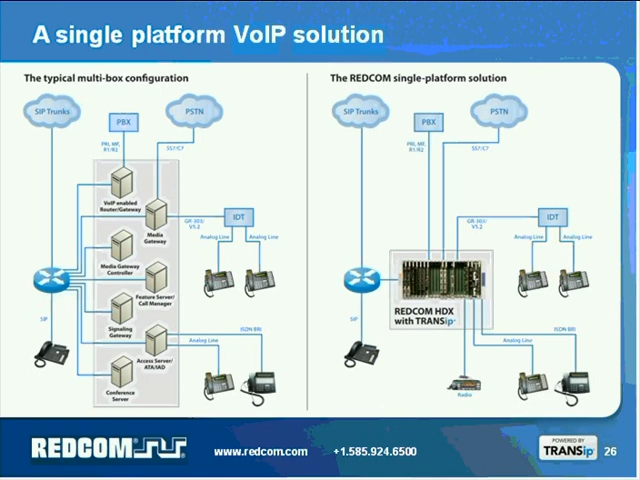 A single platform VoIP solution
The typical multi-box configuration
SIP Trunks
PBX
PSTN
PRI, MF,
R1/R2
SS7/C7
VoIP enabled
Router/Gateway
Media
Gateway
GR-303/
V5.2
IDT
Analog Line
Analog Line
Media Gateway
Controller
Feature Server/
Call Manager
SIP
Signaling
Gateway
ISDN BRI
Analog Line
Access Server/
ATA/IAD
Conference
Server
The REDCOM single-platform solution
SIP Trunks
PBX
PSTN
PRI, MF,
R1/R2
SS7/C7
GR-303/
V5.2
IDT
Analog Line
Analog Line
REDCOM HDX
with TRANSip
SIP
ISDN BRI
Analog Line
Radio
REDCOM
www.redcom.com
+1.585.924.6500
POWERED BY
TRANSip
26